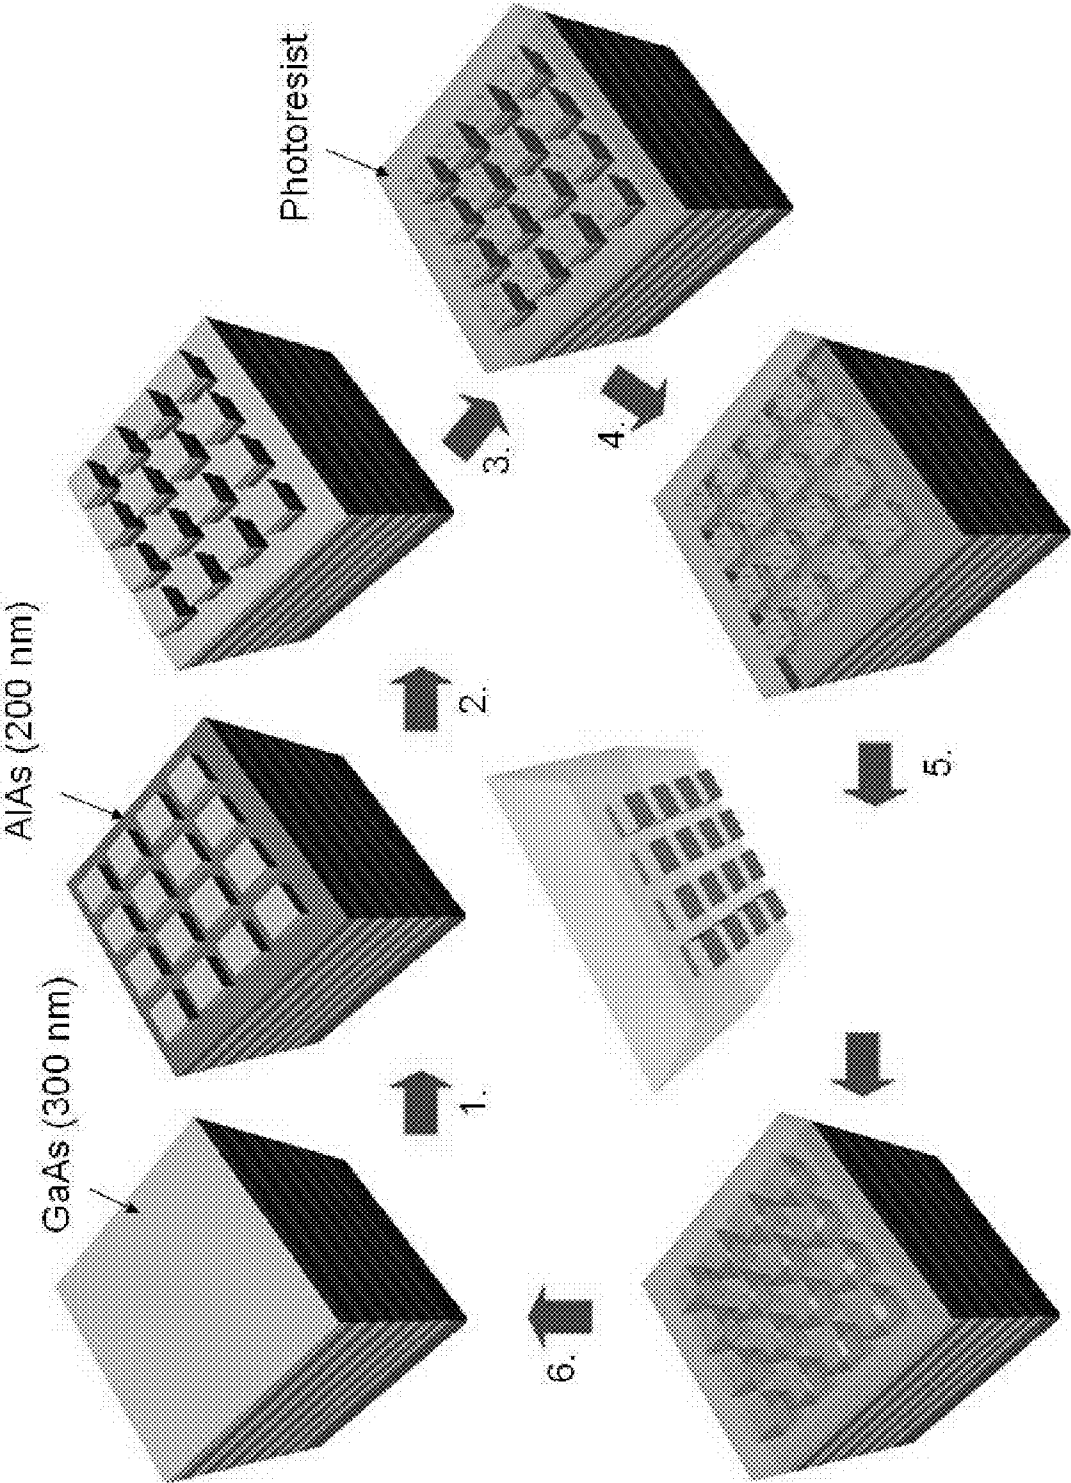 GaAs (300 nm)
AlAs (200 nm)
Photoresist
1.
2.
3.
4.
5.
6.